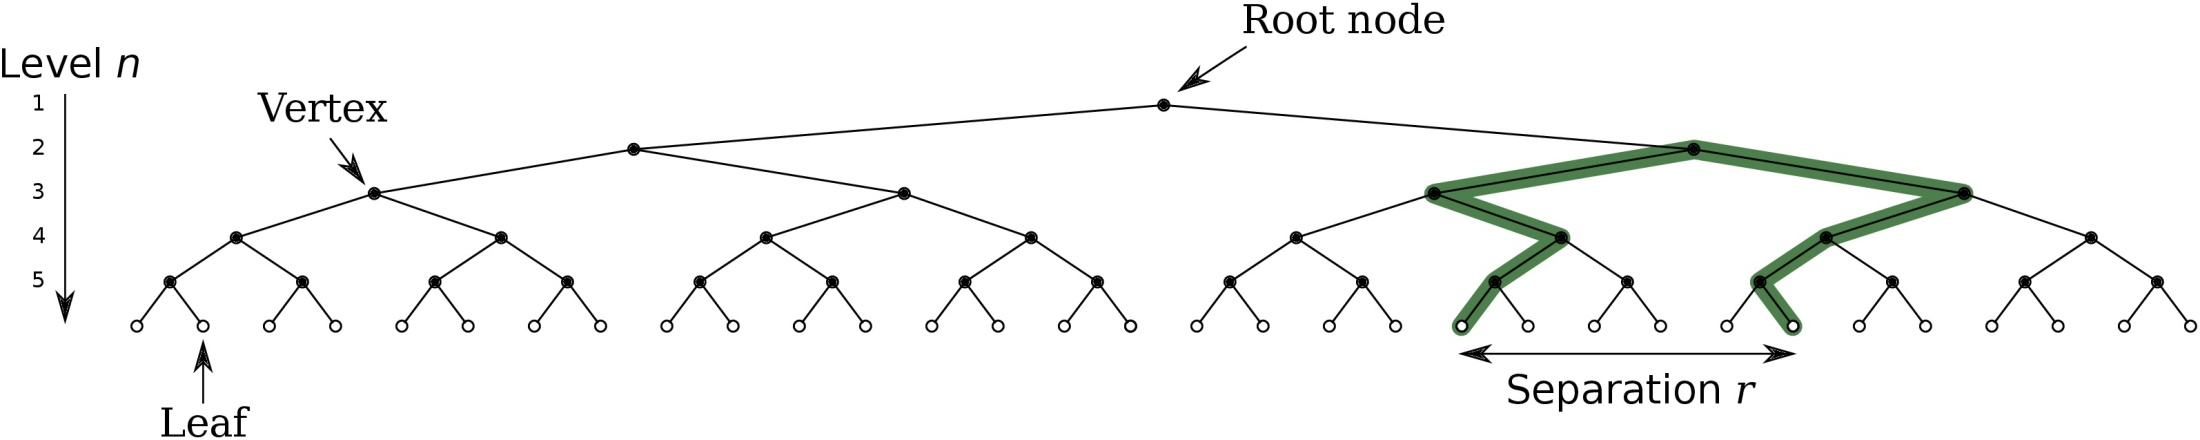 Root node
Level n
Vertex
1
2
3
4
5
Separation r
Leaf